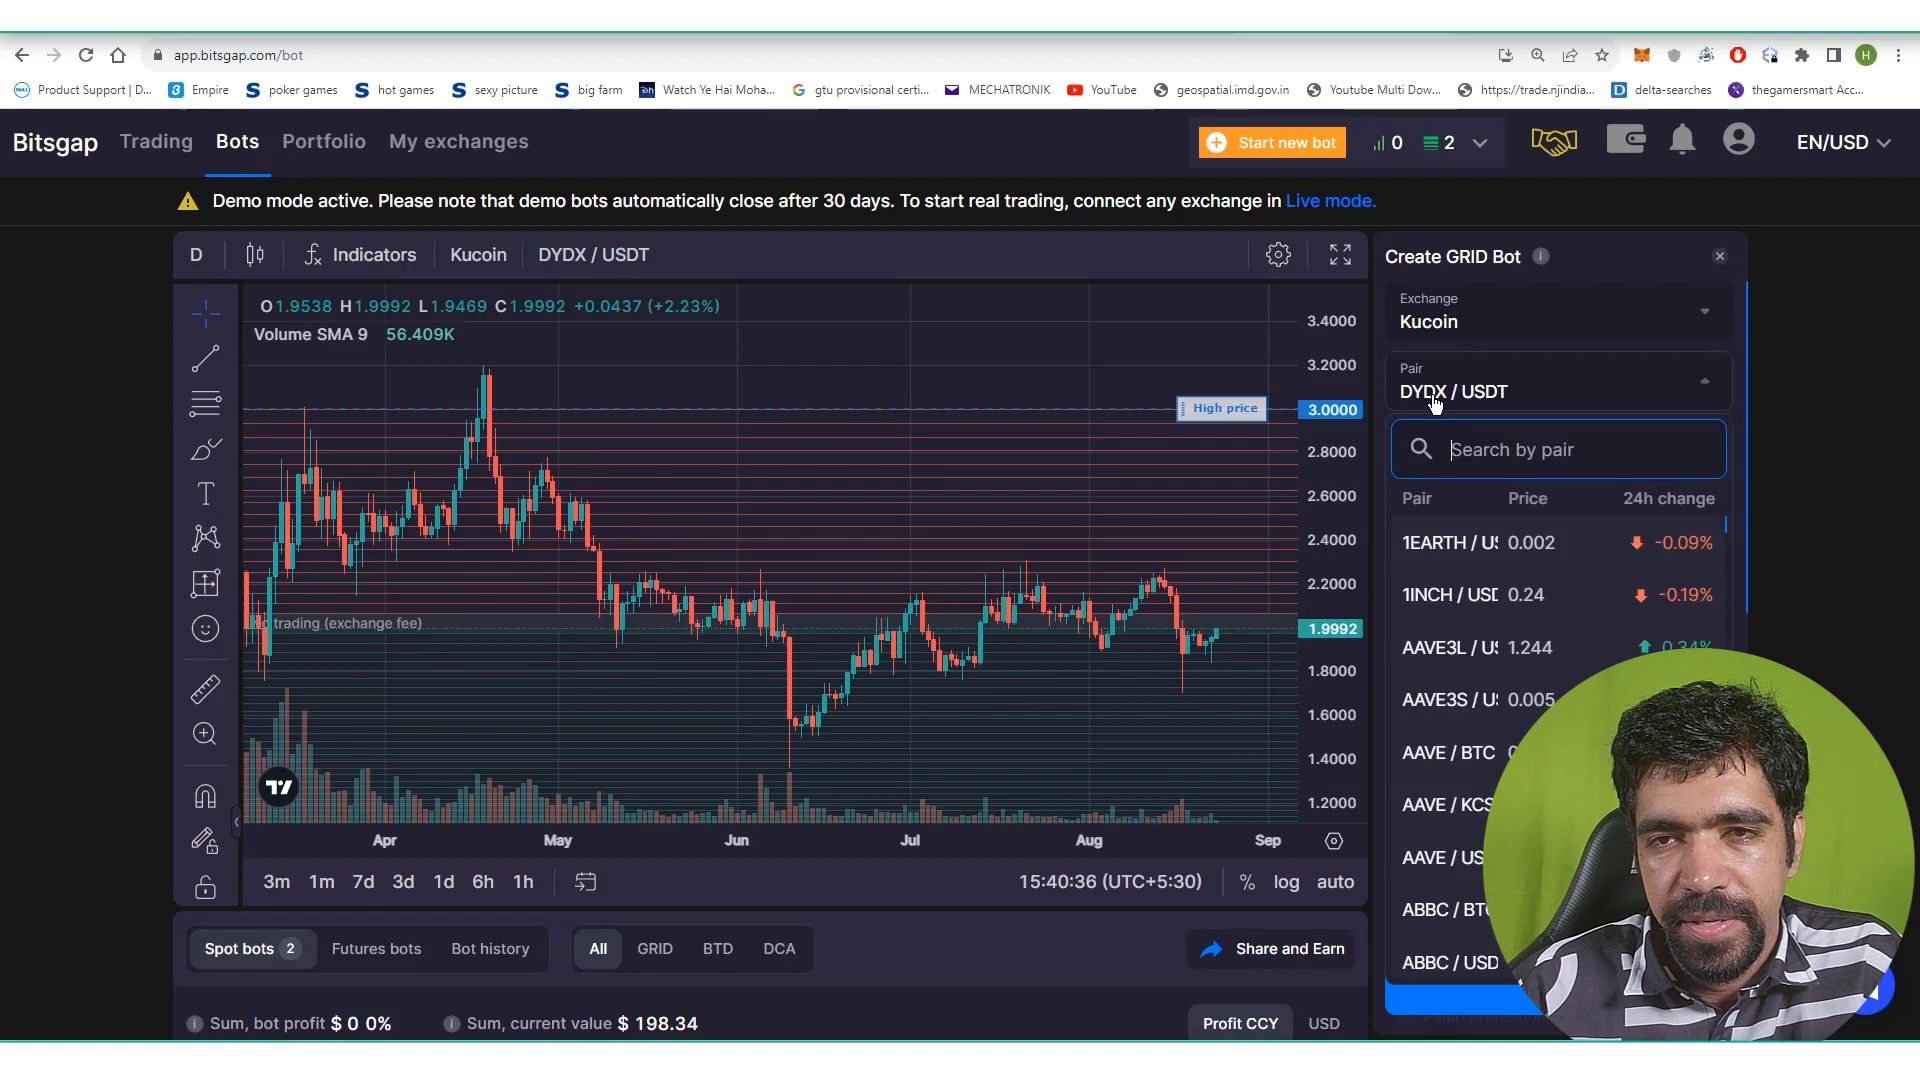 app.bitsgap.com/bot
Product Support | D... Empire poker games hot games sexy picture big farm Watch Ye Hai Moha... gtu provisional certi... MECHATRONIK YouTube geospatial.imd.gov.in Youtube Multi Dow... https://trade.njindia... delta-searches thegamersmart Acc...
Bitsgap Trading Bots Portfolio My exchanges Start new bot 0 2 EN/USD
Demo mode active. Please note that demo bots automatically close after 30 days. To start real trading, connect any exchange in Live mode.
D Indicators Kucoin DYDX / USDT
O1.9538 H1.9992 L1.9469 C1.9992 +0.0437 (+2.23%)
Volume SMA 9 56.409K
3.4000
3.2000
High price 3.0000
2.8000
2.6000
2.4000
2.2000
trading (exchange fee) 1.9992
1.8000
1.6000
1.4000
1.2000
Apr May Jun Jul Aug Sep
3m 1m 7d 3d 1d 6h 1h 15:40:36 (UTC+5:30) % log auto
Spot bots 2 Futures bots Bot history All GRID BTD DCA Share and Earn
Sum, bot profit $ 0 0% Sum, current value $ 198.34 Profit CCY USD
Create GRID Bot
Exchange
Kucoin
Pair
DYDX / USDT
Search by pair
Pair Price 24h change
1EARTH / US 0.002 -0.09%
1INCH / USD 0.24 -0.19%
AAVE3L / US 1.244 0.34%
AAVE3S / US 0.005
AAVE / BTC
AAVE / KCS
AAVE / US
ABBC / BTC
ABBC / USD